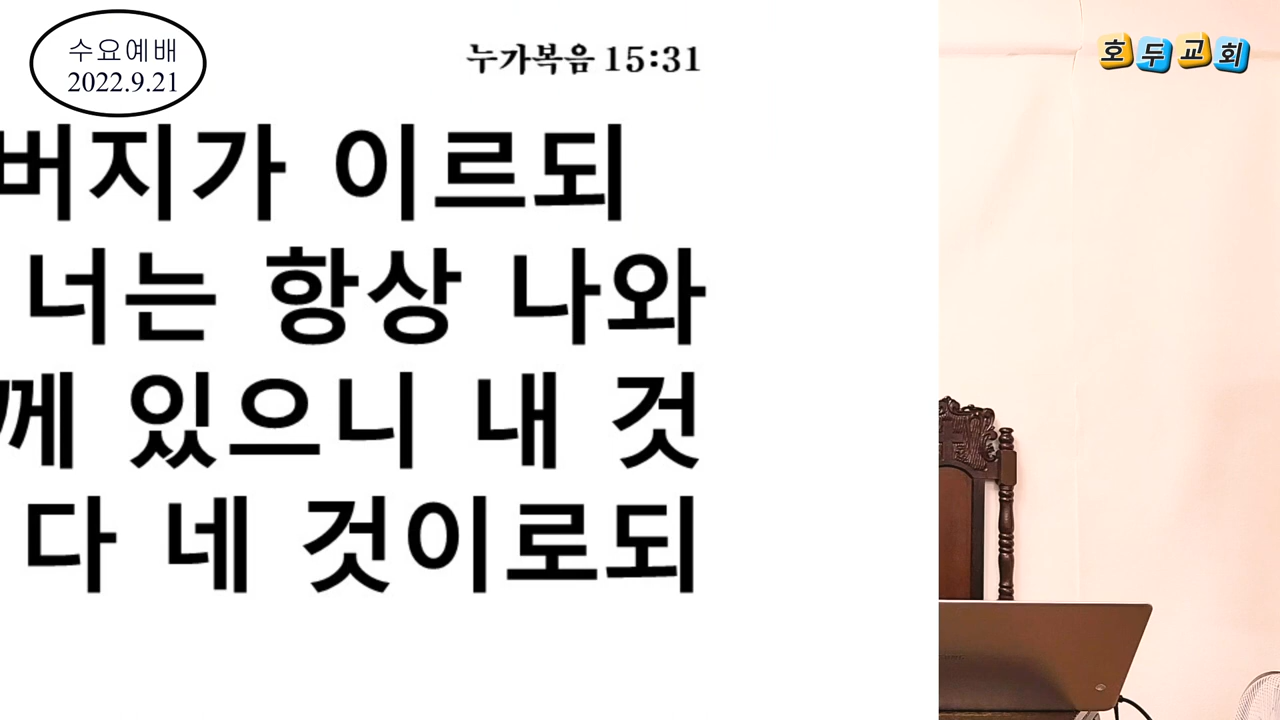 수요예배
2022.9.21
누가복음 15:31
호두교회
버지가 이르되
너는 항상 나와
께 있으니 내 것
다 네 것이로되